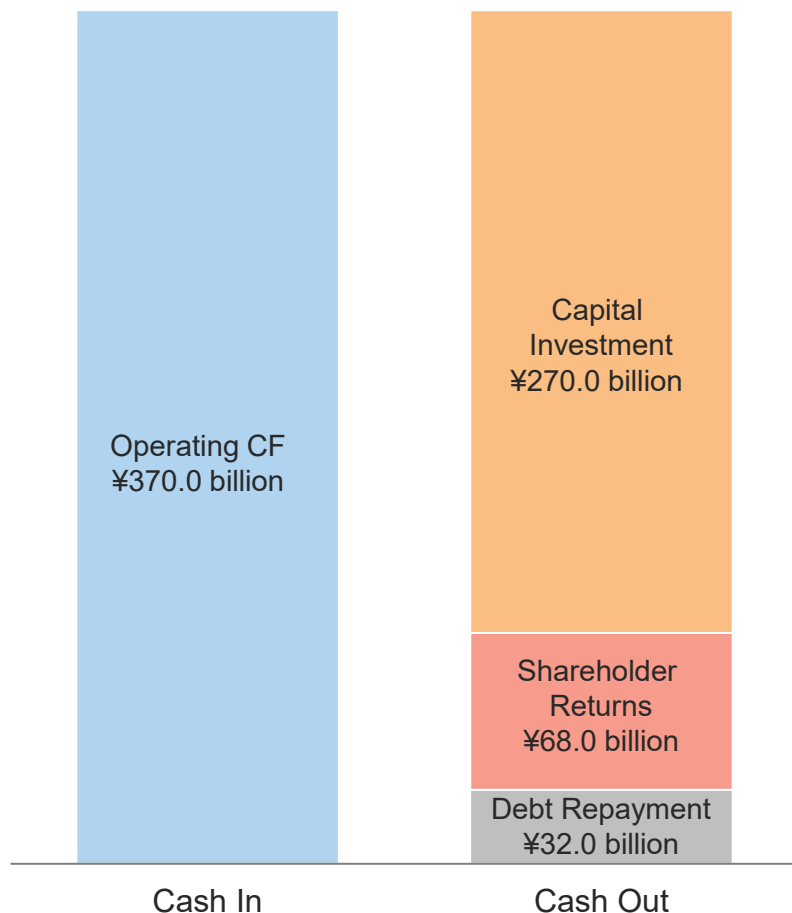 Operating CF
¥370.0 billion
Capital
Investment
¥270.0 billion
Shareholder
Returns
¥68.0 billion
Debt Repayment
¥32.0 billion
Cash In
Cash Out